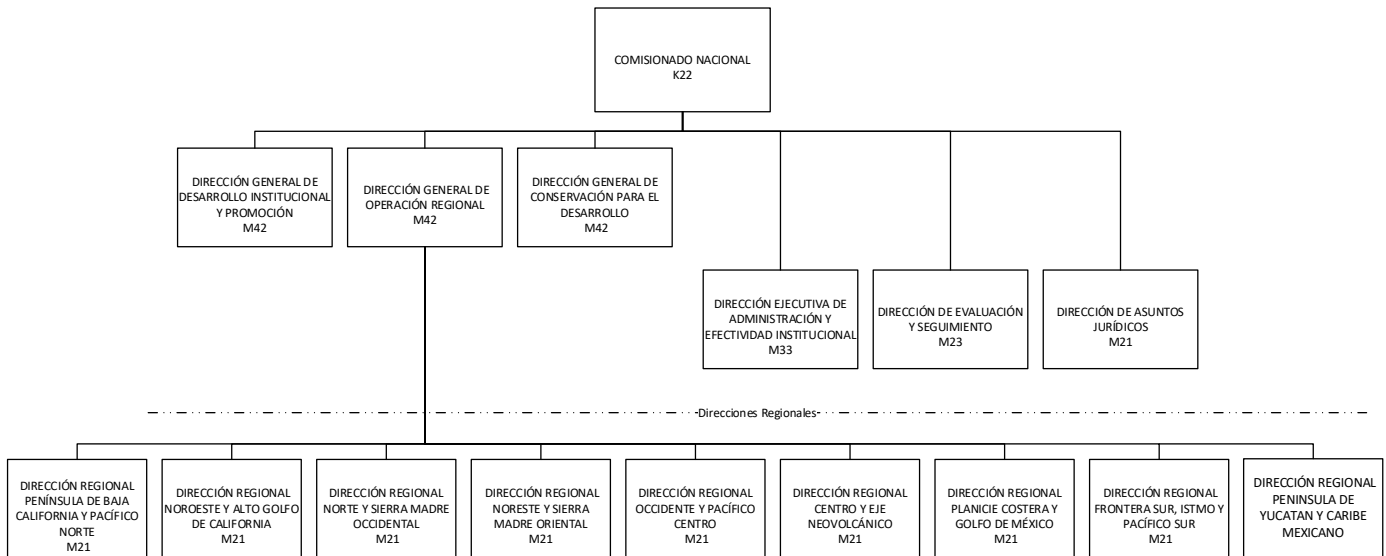 COMISIONADO NACIONAL
K22
DIRECCIÓN GENERAL DE
DESARROLLO INSTITUCIONAL
Y PROMOCIÓN
M42
DIRECCIÓN GENERAL DE
OPERACIÓN REGIONAL
M42
DIRECCIÓN GENERAL DE
CONSERVACIÓN PARA EL
DESARROLLO
M42
DIRECCIÓN EJECUTIVA DE
ADMINISTRACIÓN Y
EFECTIVIDAD INSTITUCIONAL
M33
DIRECCIÓN DE EVALUACIÓN
Y SEGUIMIENTO
M23
DIRECCIÓN DE ASUNTOS
JURÍDICOS
M21
Direcciones Regionales
DIRECCIÓN REGIONAL
PENÍNSULA DE BAJA
CALIFORNIA Y PACÍFICO
NORTE
M21
DIRECCIÓN REGIONAL
NOROESTE Y ALTO GOLFO
DE CALIFORNIA
M21
DIRECCIÓN REGIONAL
NORTE Y SIERRA MADRE
OCCIDENTAL
M21
DIRECCIÓN REGIONAL
NORESTE Y SIERRA
MADRE ORIENTAL
M21
DIRECCIÓN REGIONAL
OCCIDENTE Y PACÍFICO
CENTRO
M21
DIRECCIÓN REGIONAL
CENTRO Y EJE
NEOVOLCÁNICO
M21
DIRECCIÓN REGIONAL
PLANICIE COSTERA Y
GOLFO DE MÉXICO
M21
DIRECCIÓN REGIONAL
FRONTERA SUR, ISTMO Y
PACÍFICO SUR
M21
DIRECCIÓN REGIONAL
PENINSULA DE
YUCATAN Y CARIBE
MEXICANO